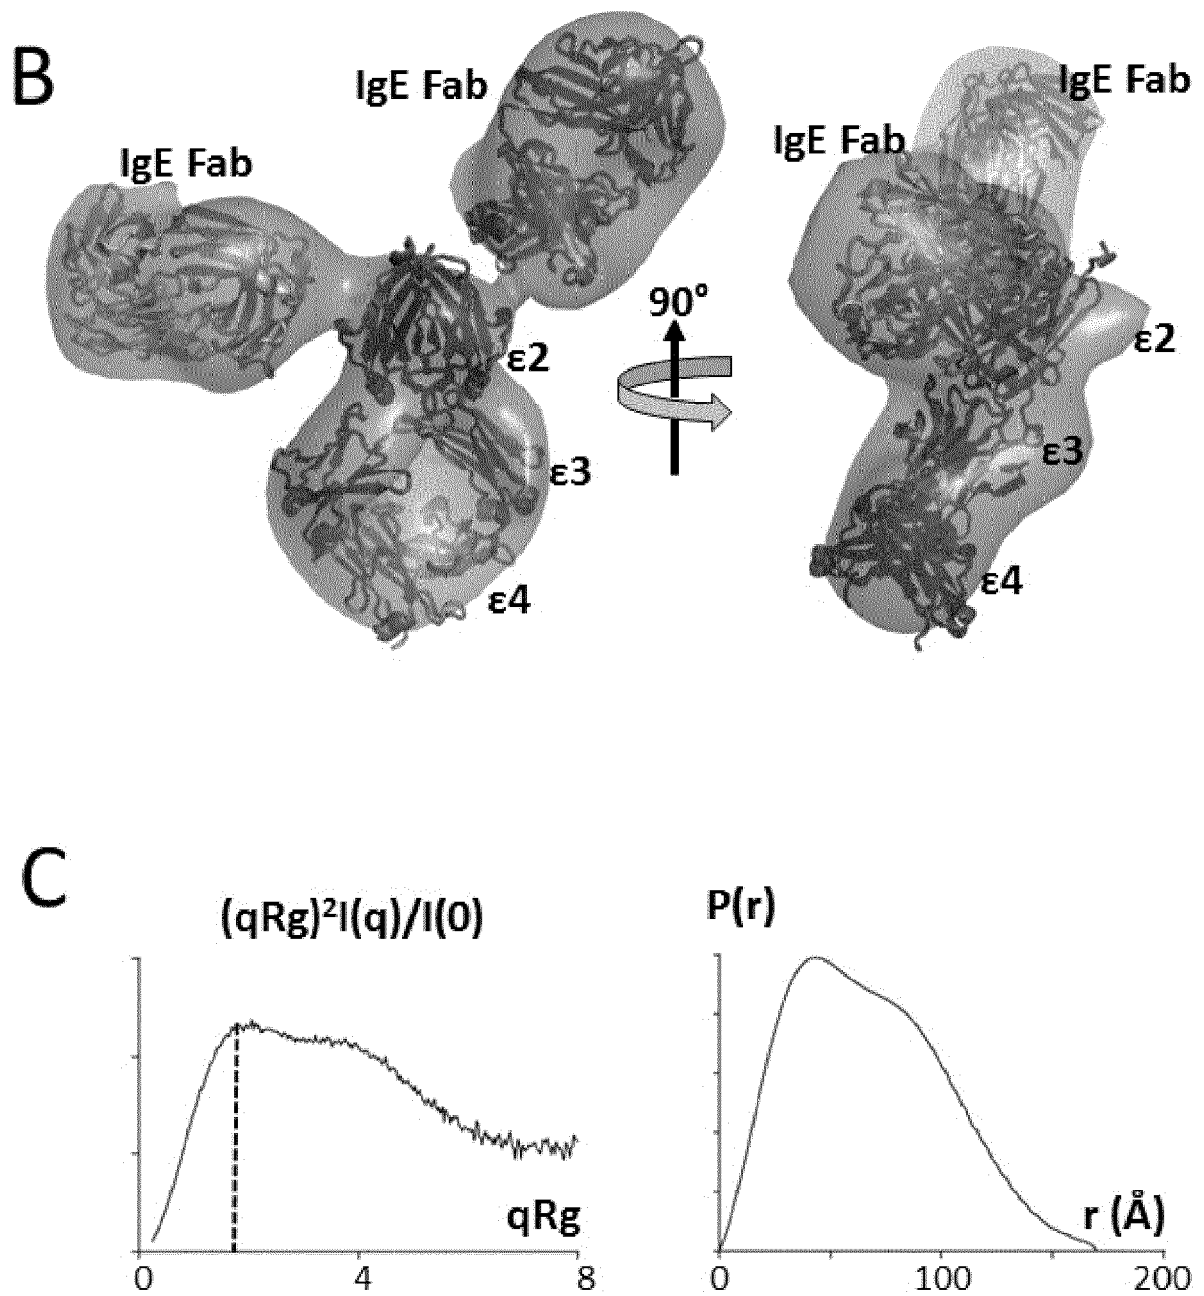 B
IgE Fab
IgE Fab
ε2
ε3
ε4
90°
IgE Fab
IgE Fab
ε2
ε3
ε4
C
(qRg)²I(q)/I(0)
qRg
0 4 8
P(r)
r (Å)
0 100 200